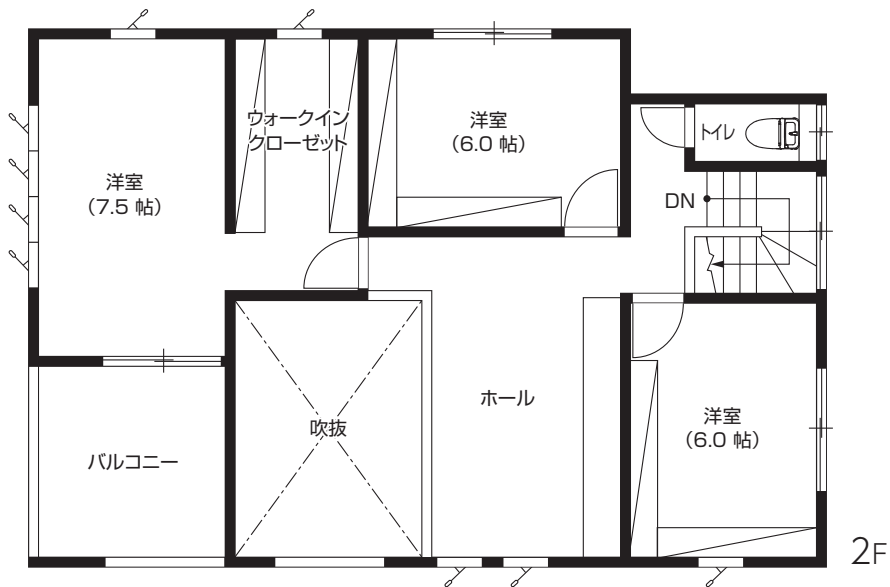 ウォークイン
クローゼット
洋室
(6.0 帖)
トイレ
洋室
(7.5 帖)
DN
ホール
吹抜
洋室
(6.0 帖)
バルコニー
2F